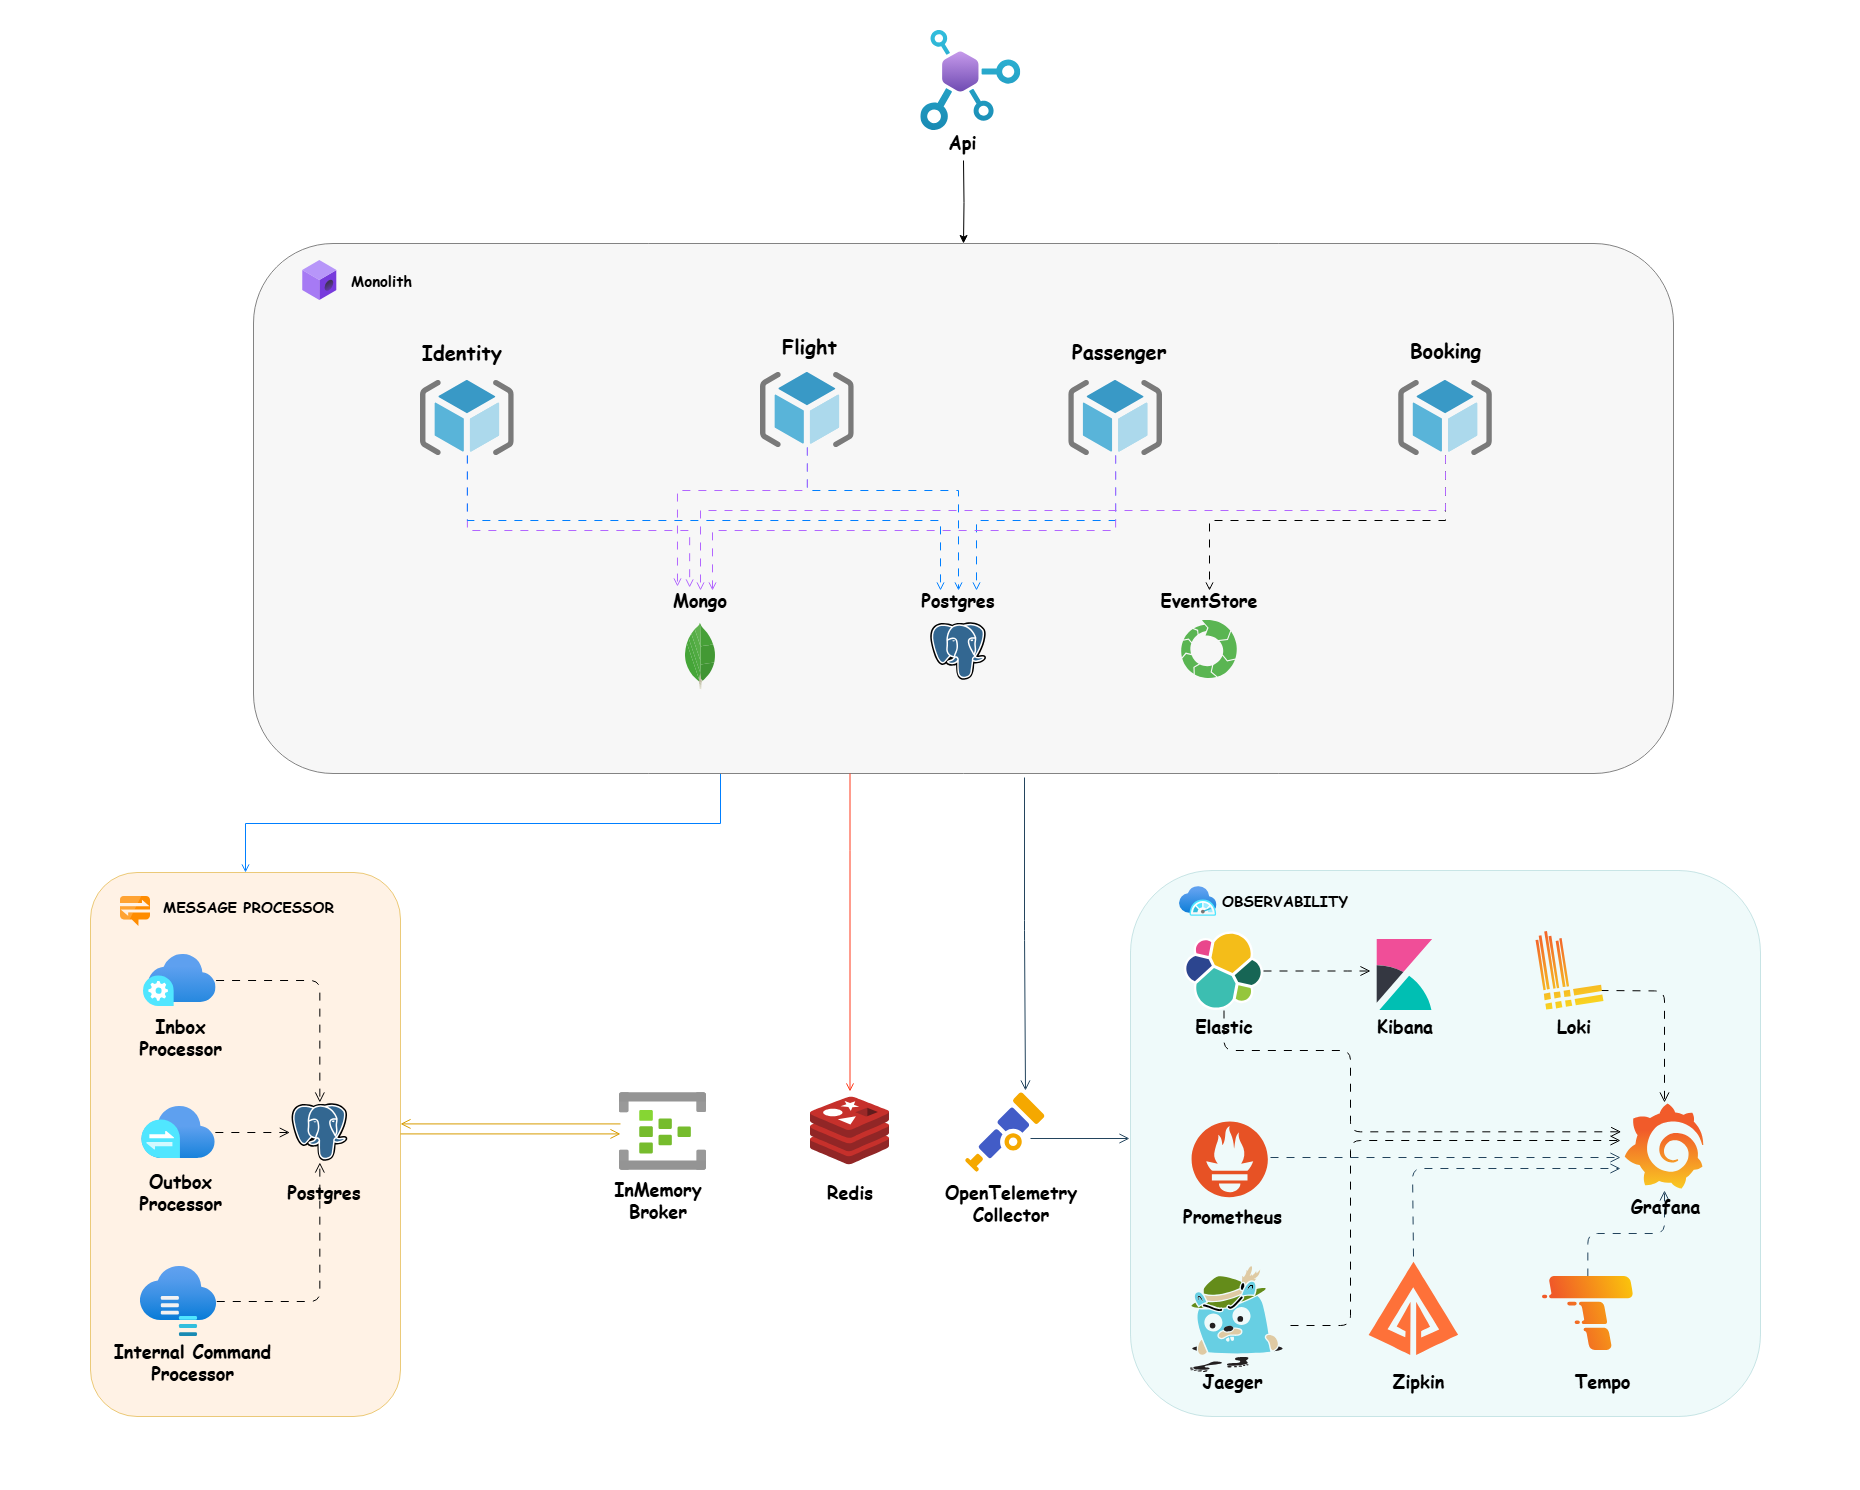 Api
Monolith
Identity
Flight
Passenger
Booking
Mongo
Postgres
EventStore
MESSAGE PROCESSOR
Inbox
Processor
Outbox
Processor
Postgres
Internal Command
Processor
InMemory
Broker
Redis
OpenTelemetry
Collector
OBSERVABILITY
Elastic
Kibana
Loki
Prometheus
Grafana
Jaeger
Zipkin
Tempo